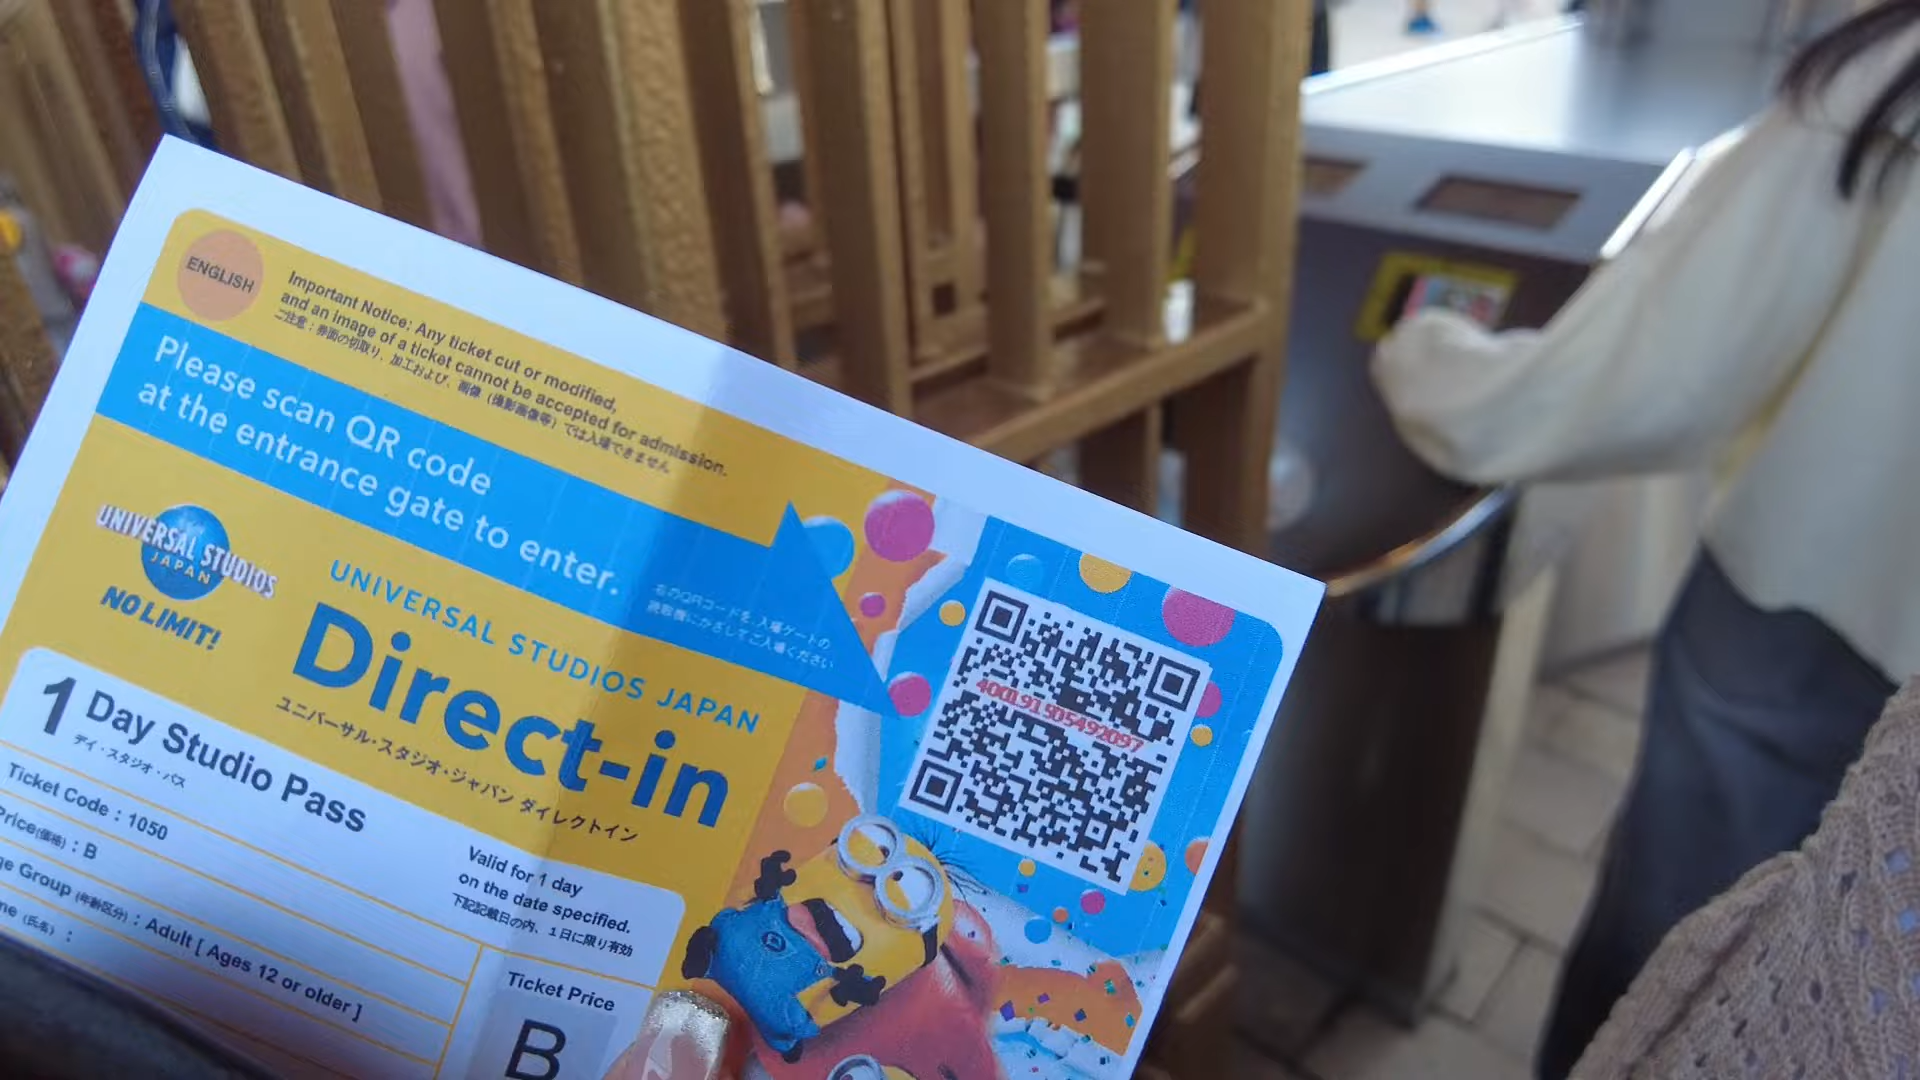 ENGLISH
Important Notice: Any ticket cut or modified,
and an image of a ticket cannot be accepted for admission.
ご注意：券面の切取り、加工および、画像（撮影画像等）では入場できません
Please scan QR code
at the entrance gate to enter.
右のQRコードを、入場ゲートの
読取機にかざしてご入場ください
UNIVERSAL STUDIOS
JAPAN
NO LIMIT!
UNIVERSAL STUDIOS JAPAN
Direct-in
ユニバーサル・スタジオ・ジャパン ダイレクトイン
400191905492097
1 Day Studio Pass
デイ・スタジオ・パス
Valid for 1 day
on the date specified.
下記記載日の内、１日に限り有効
Ticket Code : 1050
Price(価格) : B
ge Group (年齢区分) : Adult [ Ages 12 or older ]
me (氏名) :
Ticket Price
B